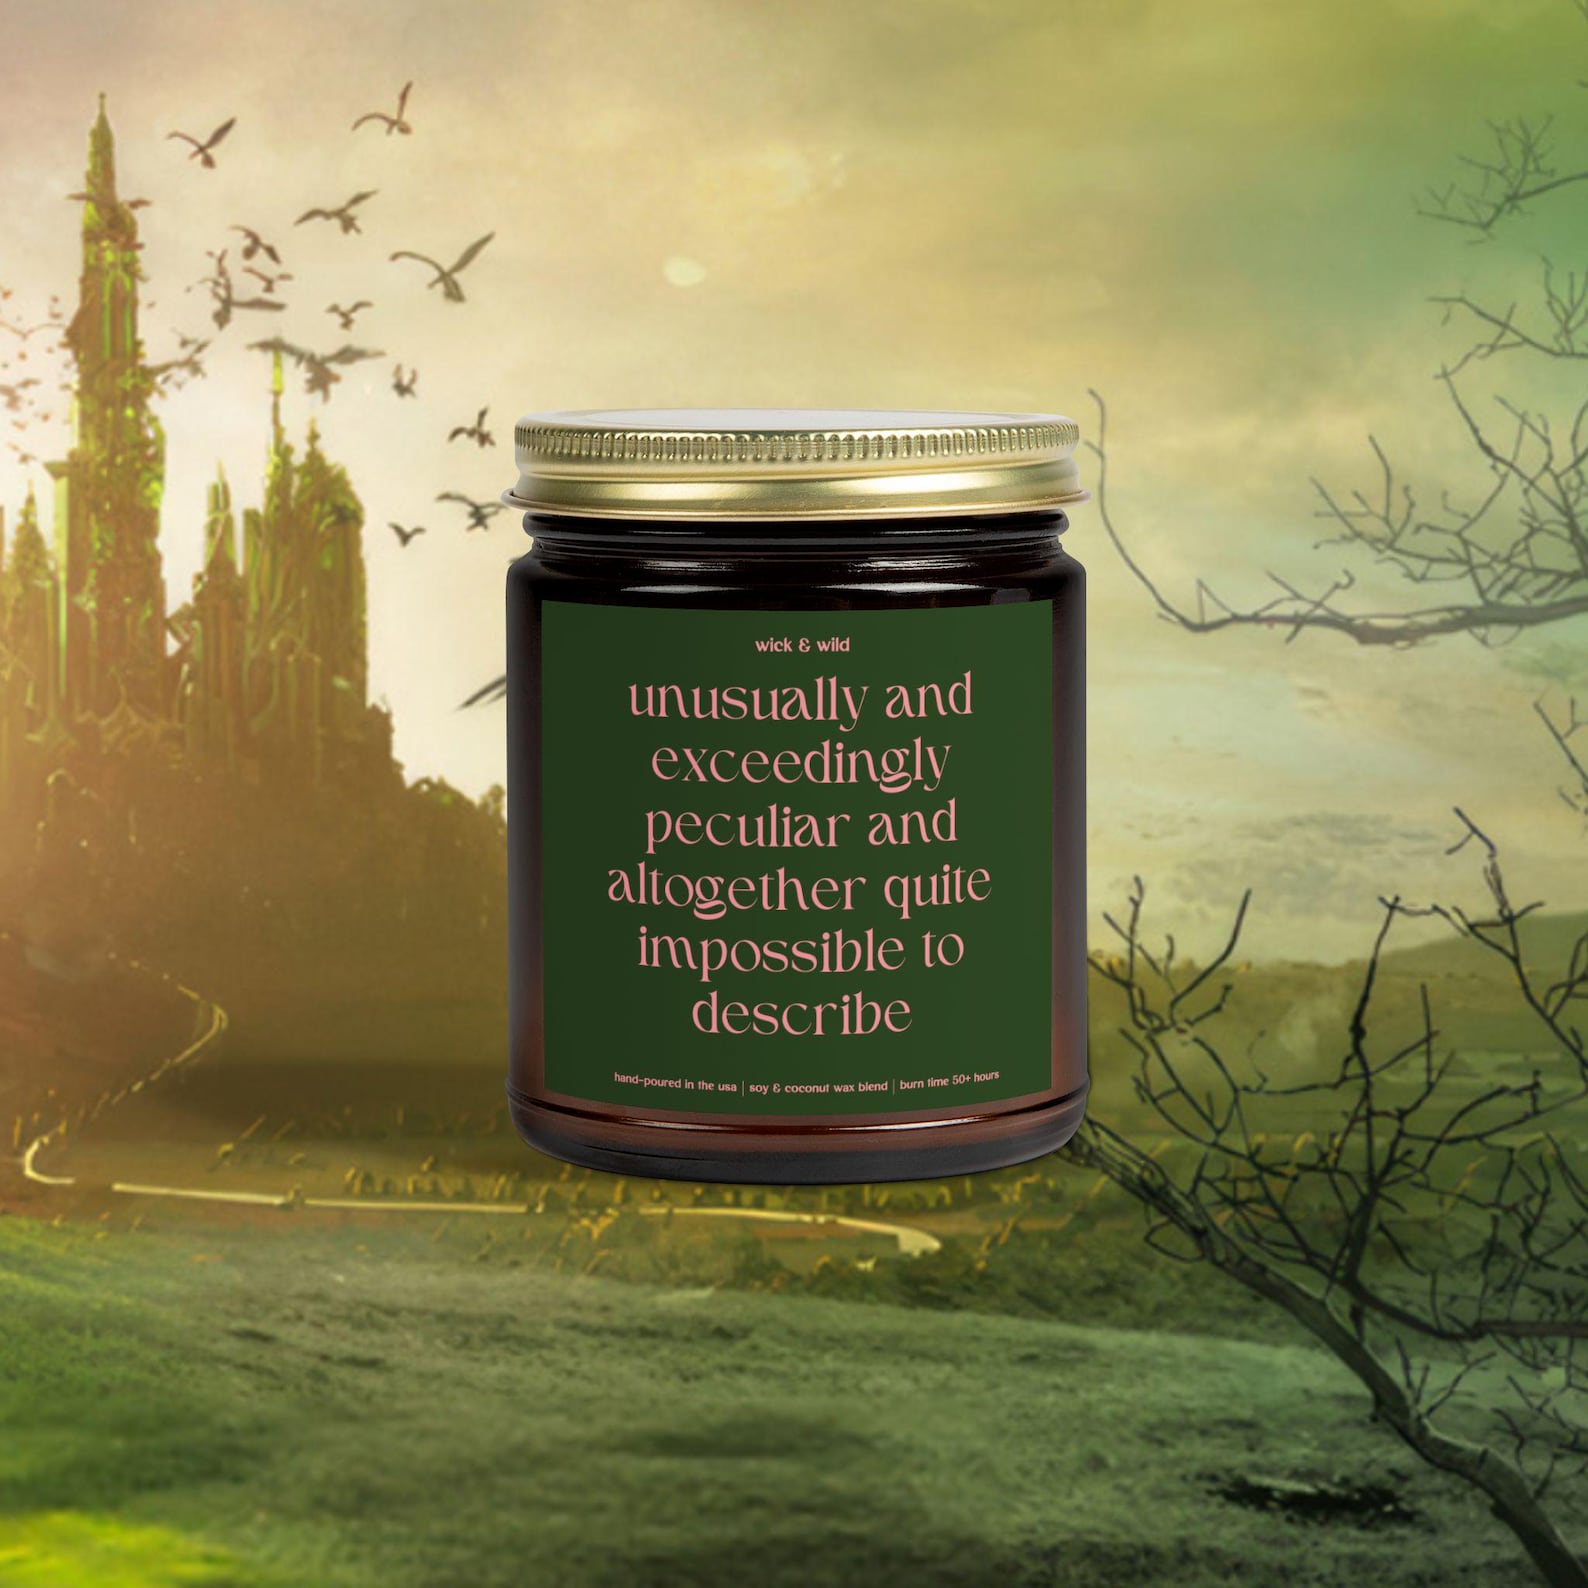 wick & wild
unusually and
exceedingly
peculiar and
altogether quite
impossible to
describe
hand-poured in the usa | soy & coconut wax blend | burn time 50+ hours